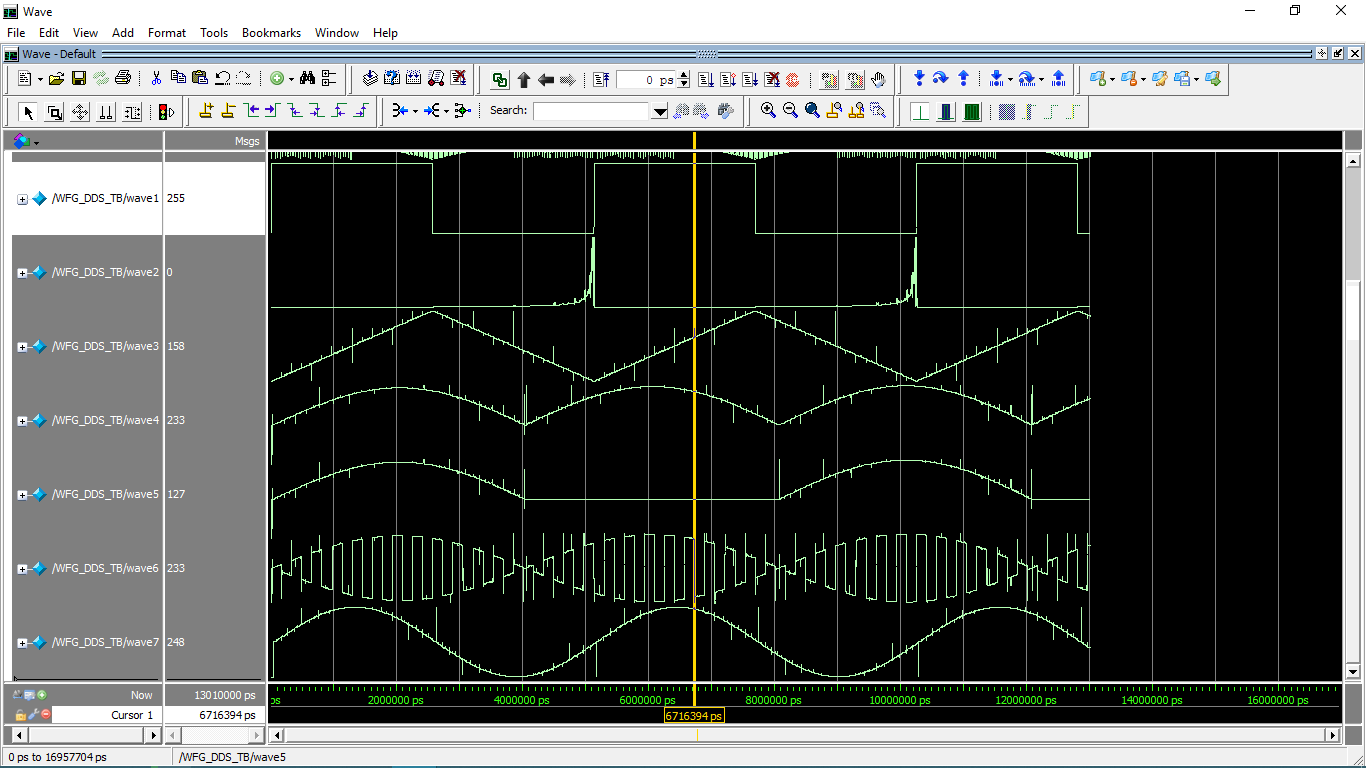 Wave
File Edit View Add Format Tools Bookmarks Window Help
Wave - Default
0 ps
Search:
Msgs
/WFG_DDS_TB/wave1 255
/WFG_DDS_TB/wave2 0
/WFG_DDS_TB/wave3 158
/WFG_DDS_TB/wave4 233
/WFG_DDS_TB/wave5 127
/WFG_DDS_TB/wave6 233
/WFG_DDS_TB/wave7 248
Now 13010000 ps ps 2000000 ps 4000000 ps 6000000 ps 8000000 ps 10000000 ps 12000000 ps 14000000 ps 16000000 ps
Cursor 1 6716394 ps 6716394 ps
0 ps to 16957704 ps /WFG_DDS_TB/wave5